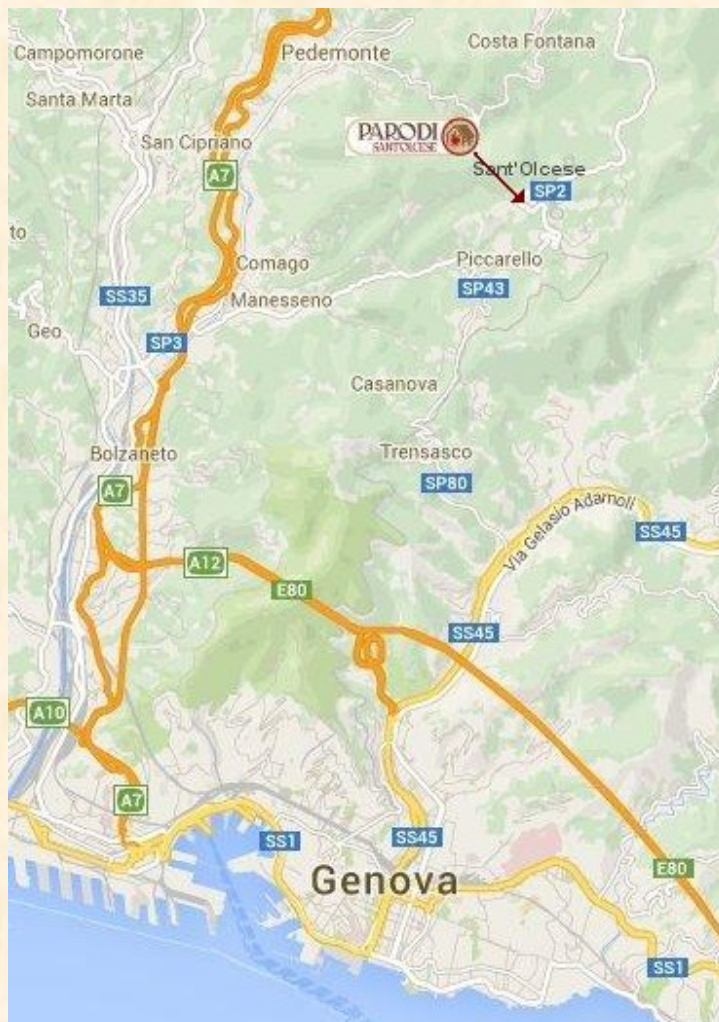 Campomorone
Pedemonte
Costa Fontana
Santa Marta
San Cipriano
PARODI
SANT'OLCESE
A7
Sant'Olcese
SP2
to
Comago
Piccarello
SS35
Manesseno
SP43
Geo
SP3
Casanova
Bolzaneto
Trensasco
A7
SP80
Via Gelasio Adamoli
SS45
A12
E80
SS45
A10
A7
SS1
SS45
Genova
E80
SS1